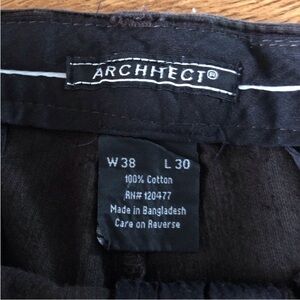 ARCHITECT®
W 38 L 30
100% Cotton
RN# 120477
Made in Bangladesh
Care on Reverse